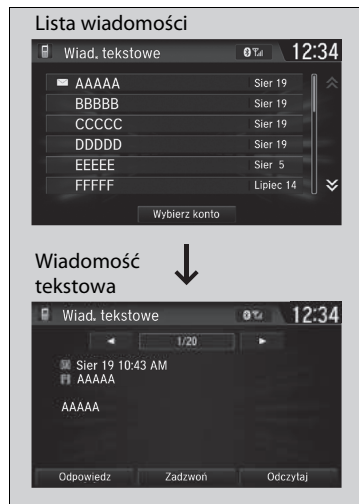 Lista wiadomości
Wiad. tekstowe 12:34
AAAAA Sier 19
BBBBB Sier 19
CCCCC Sier 19
DDDDD Sier 19
EEEEE Sier 5
FFFFF Lipiec 14
Wybierz konto
Wiadomość
tekstowa
Wiad. tekstowe 12:34
1/20
Sier 19 10:43 AM
AAAAA
AAAAA
Odpowiedz Zadzwoń Odczytaj